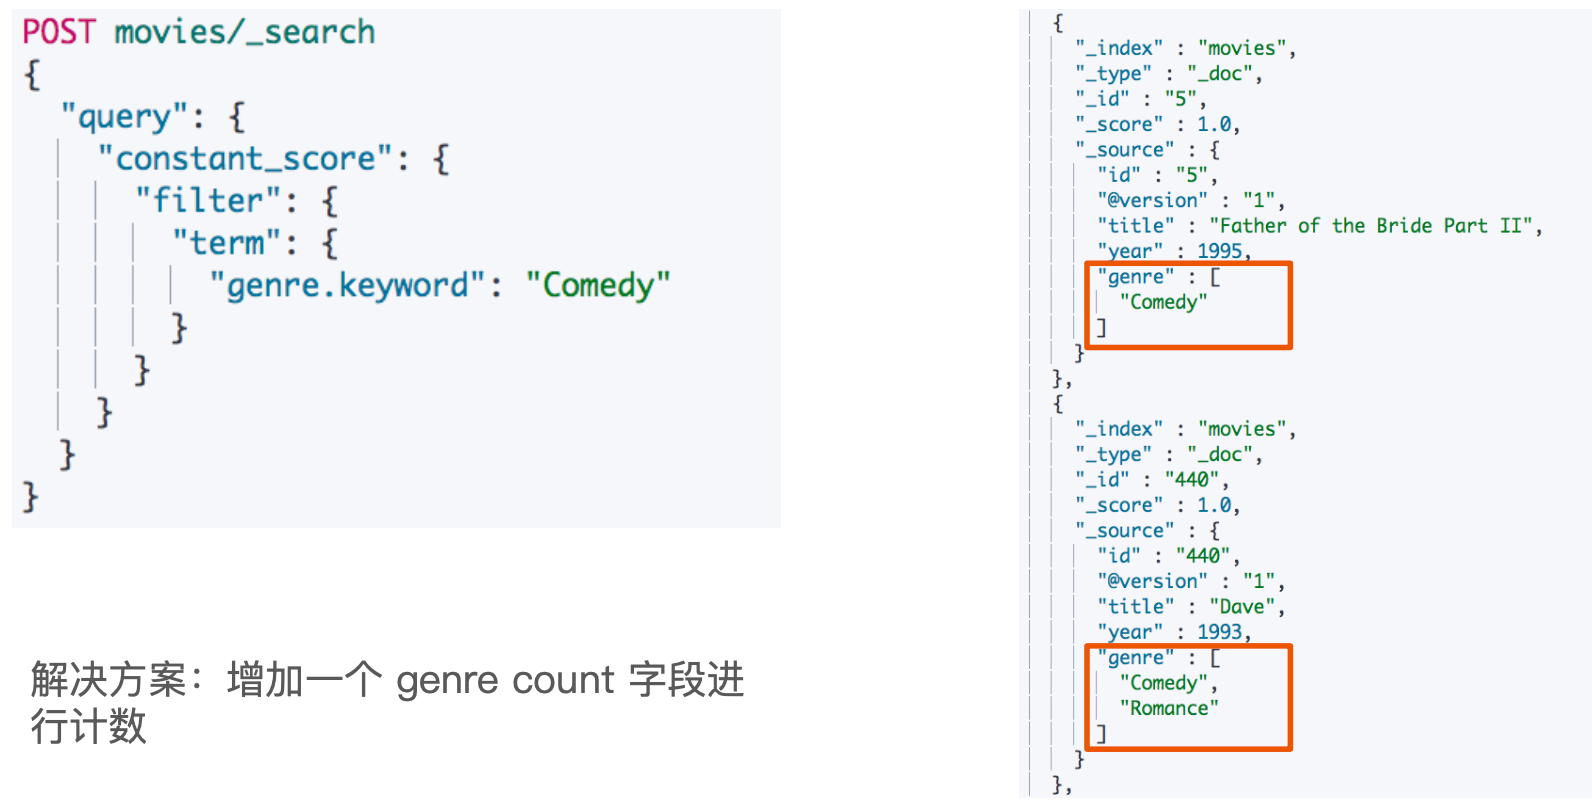 POST movies/_search
{
  "query": {
    "constant_score": {
      "filter": {
        "term": {
          "genre.keyword": "Comedy"
        }
      }
    }
  }
}
解决方案：增加一个 genre count 字段进
行计数
{
  "_index" : "movies",
  "_type" : "_doc",
  "_id" : "5",
  "_score" : 1.0,
  "_source" : {
    "id" : "5",
    "@version" : "1",
    "title" : "Father of the Bride Part II",
    "year" : 1995,
    "genre" : [
      "Comedy"
    ]
  }
},
{
  "_index" : "movies",
  "_type" : "_doc",
  "_id" : "440",
  "_score" : 1.0,
  "_source" : {
    "id" : "440",
    "@version" : "1",
    "title" : "Dave",
    "year" : 1993,
    "genre" : [
      "Comedy",
      "Romance"
    ]
  }
},